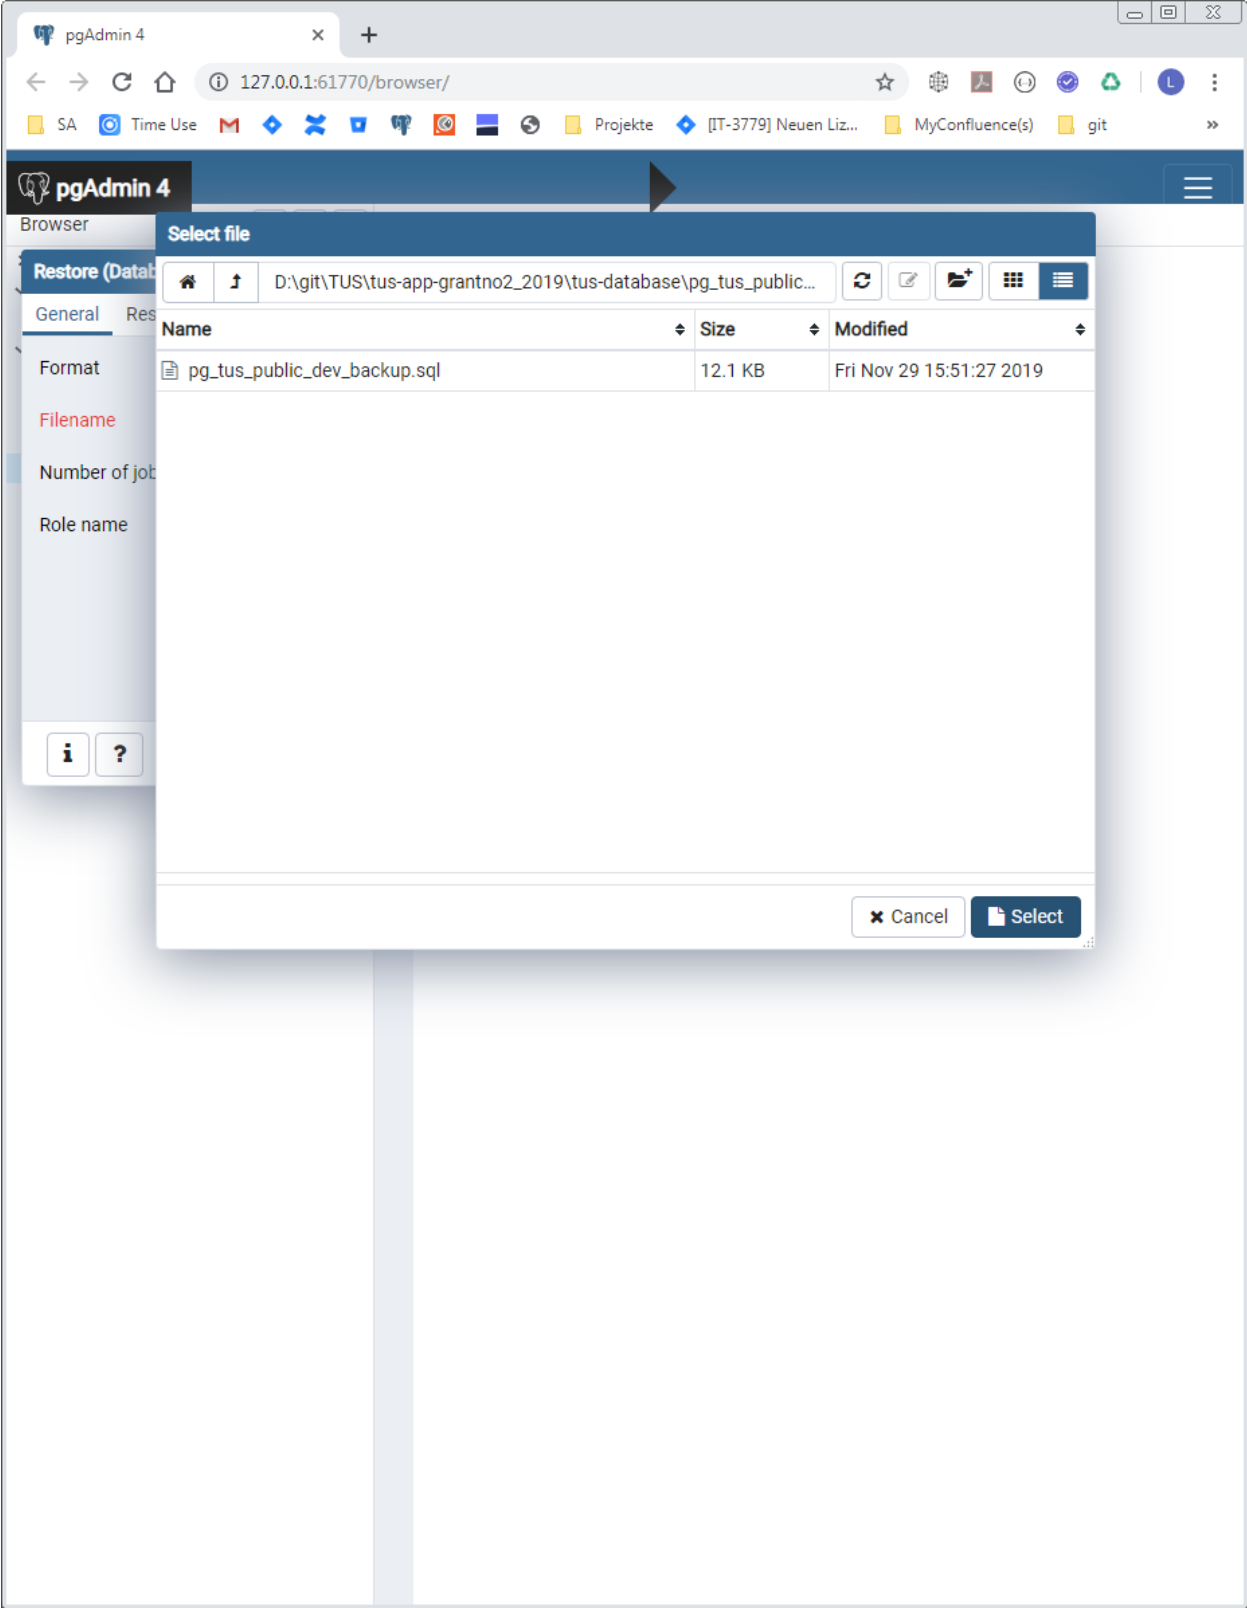 pgAdmin 4
127.0.0.1:61770/browser/
L
SA
Time Use
Projekte
[IT-3779] Neuen Liz...
MyConfluence(s)
git
»
pgAdmin 4
Browser
Select file
Restore (Datab
D:\git\TUS\tus-app-grantno2_2019\tus-database\pg_tus_public...
General
Res
Name
Size
Modified
Format
pg_tus_public_dev_backup.sql
12.1 KB
Fri Nov 29 15:51:27 2019
Filename
Number of job
Role name
i
?
Cancel
Select